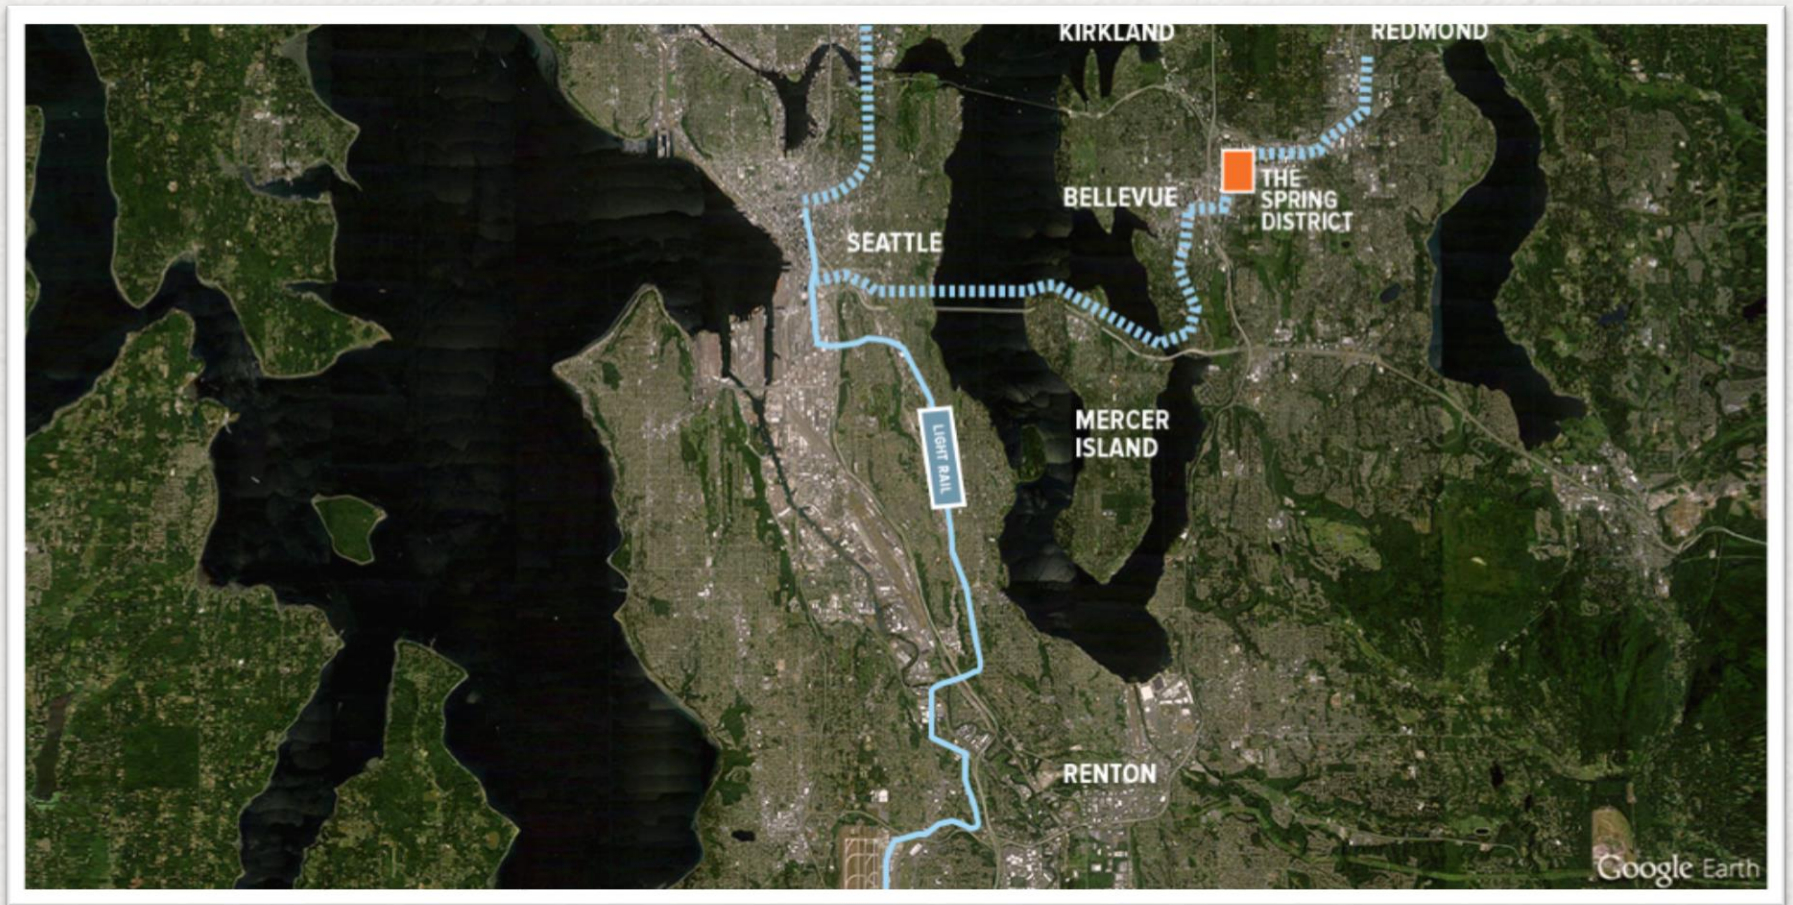 KIRKLAND
REDMOND
BELLEVUE
THE
SPRING
DISTRICT
SEATTLE
MERCER
ISLAND
LIGHT RAIL
RENTON
Google Earth